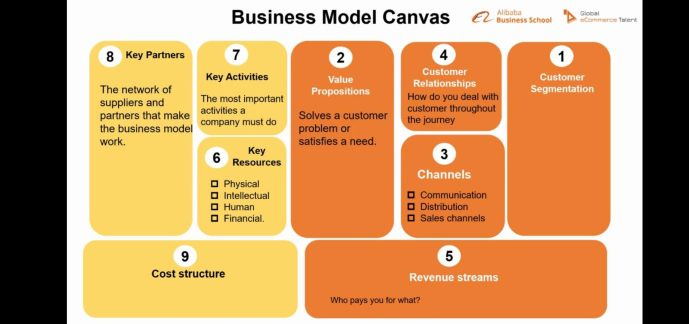 Business Model Canvas
Alibaba
Business School
Global
eCommerce Talent
8 Key Partners
The network of
suppliers and
partners that make
the business model
work.
7
Key Activities
The most important
activities a
company must do
6
Key
Resources
Physical
Intellectual
Human
Financial.
2
Value
Propositions
Solves a customer
problem or
satisfies a need.
4
Customer
Relationships
How do you deal with
customer throughout
the journey
3
Channels
Communication
Distribution
Sales channels
1
Customer
Segmentation
9
Cost structure
5
Revenue streams
Who pays you for what?